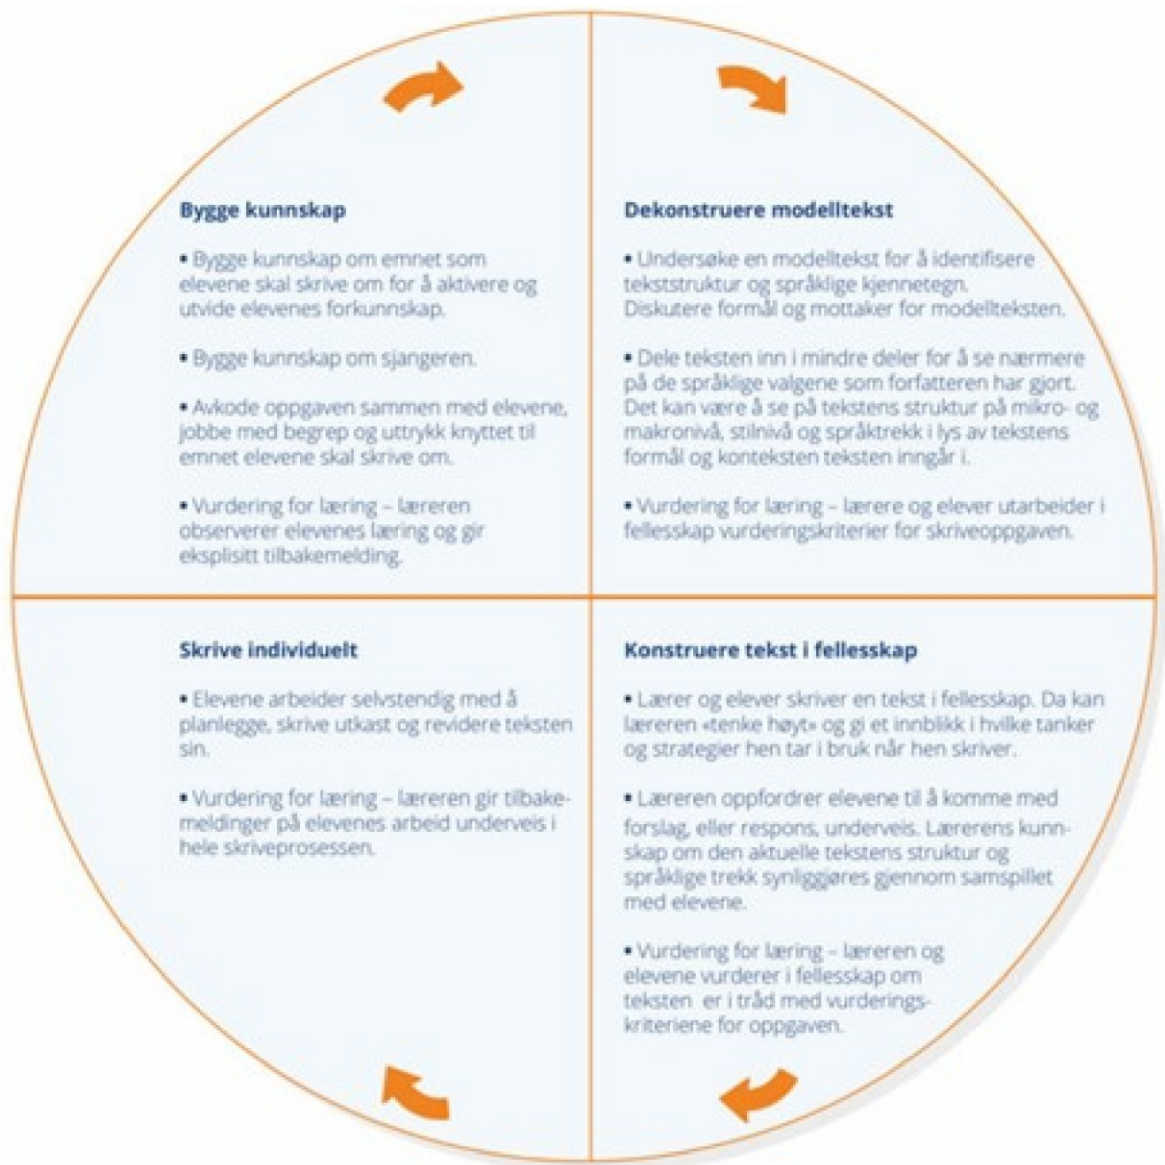 Bygge kunnskap
• Bygge kunnskap om emnet som
elevene skal skrive om for å aktivere og
utvide elevenes forkunnskap.
• Bygge kunnskap om sjangeren.
• Avkode oppgaven sammen med elevene,
jobbe med begrep og uttrykk knyttet til
emnet elevene skal skrive om.
• Vurdering for læring – læreren
observerer elevenes læring og gir
eksplisitt tilbakemelding.
Dekonstruere modelltekst
• Undersøke en modelltekst for å identifisere
tekststruktur og språklige kjennetegn.
Diskutere formål og mottaker for modellteksten.
• Dele teksten inn i mindre deler for å se nærmere
på de språklige valgene som forfatteren har gjort.
Det kan være å se på tekstens struktur på mikro- og
makronivå, stilnivå og språktrekk i lys av tekstens
formål og konteksten teksten inngår i.
• Vurdering for læring – lærere og elever utarbeider i
fellesskap vurderingskriterier for skriveoppgaven.
Skrive individuelt
• Elevene arbeider selvstendig med å
planlegge, skrive utkast og revidere teksten
sin.
• Vurdering for læring – læreren gir tilbake-
meldinger på elevenes arbeid underveis i
hele skriveprosessen.
Konstruere tekst i fellesskap
• Lærer og elever skriver en tekst i fellesskap. Da kan
læreren «tenke høyt» og gi et innblikk i hvilke tanker
og strategier hen tar i bruk når hen skriver.
• Læreren oppfordrer elevene til å komme med
forslag, eller respons, underveis. Lærerens kunn-
skap om den aktuelle tekstens struktur og
språklige trekk synliggjøres gjennom samspillet
med elevene.
• Vurdering for læring – læreren og
elevene vurderer i fellesskap om
teksten er i tråd med vurderings-
kriteriene for oppgaven.